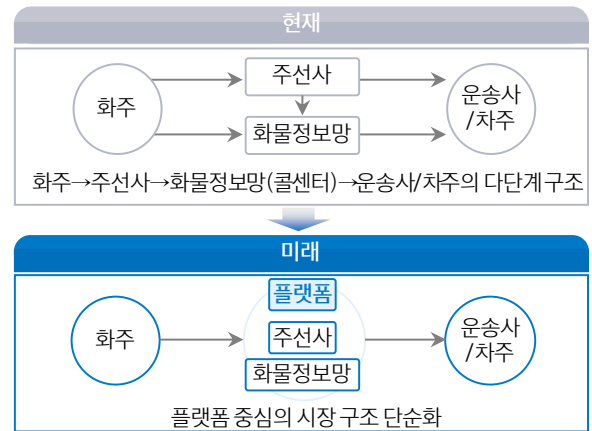 현재
화주
주선사
화물정보망
운송사
/차주
화주→주선사→화물정보망(콜센터)→운송사/차주의 다단계 구조
미래
화주
플랫폼
주선사
화물정보망
운송사
/차주
플랫폼 중심의 시장 구조 단순화